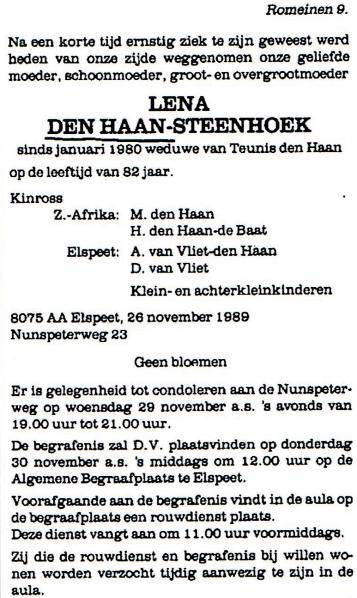 Romeinen 9.
Na een korte tijd ernstig ziek te zijn geweest werd
heden van onze zijde weggenomen onze geliefde
moeder, schoonmoeder, groot- en overgrootmoeder
LENA
DEN HAAN-STEENHOEK
sinds januari 1980 weduwe van Teunis den Haan
op de leeftijd van 82 jaar.
Kinross
Z.-Afrika: M. den Haan
H. den Haan-de Baat
Elspeet: A. van Vliet-den Haan
D. van Vliet
Klein- en achterkleinkinderen
8075 AA Elspeet, 26 november 1989
Nunspeterweg 23
Geen bloemen
Er is gelegenheid tot condoleren aan de Nunspeter-
weg op woensdag 29 november a.s. 's avonds van
19.00 uur tot 21.00 uur.
De begrafenis zal D.V. plaatsvinden op donderdag
30 november a.s. 's middags om 12.00 uur op de
Algemene Begraafplaats te Elspeet.
Voorafgaande aan de begrafenis vindt in de aula op
de begraafplaats een rouwdienst plaats.
Deze dienst vangt aan om 11.00 uur voormiddags.
Zij die de rouwdienst en begrafenis bij willen wo-
nen worden verzocht tijdig aanwezig te zijn in de
aula.